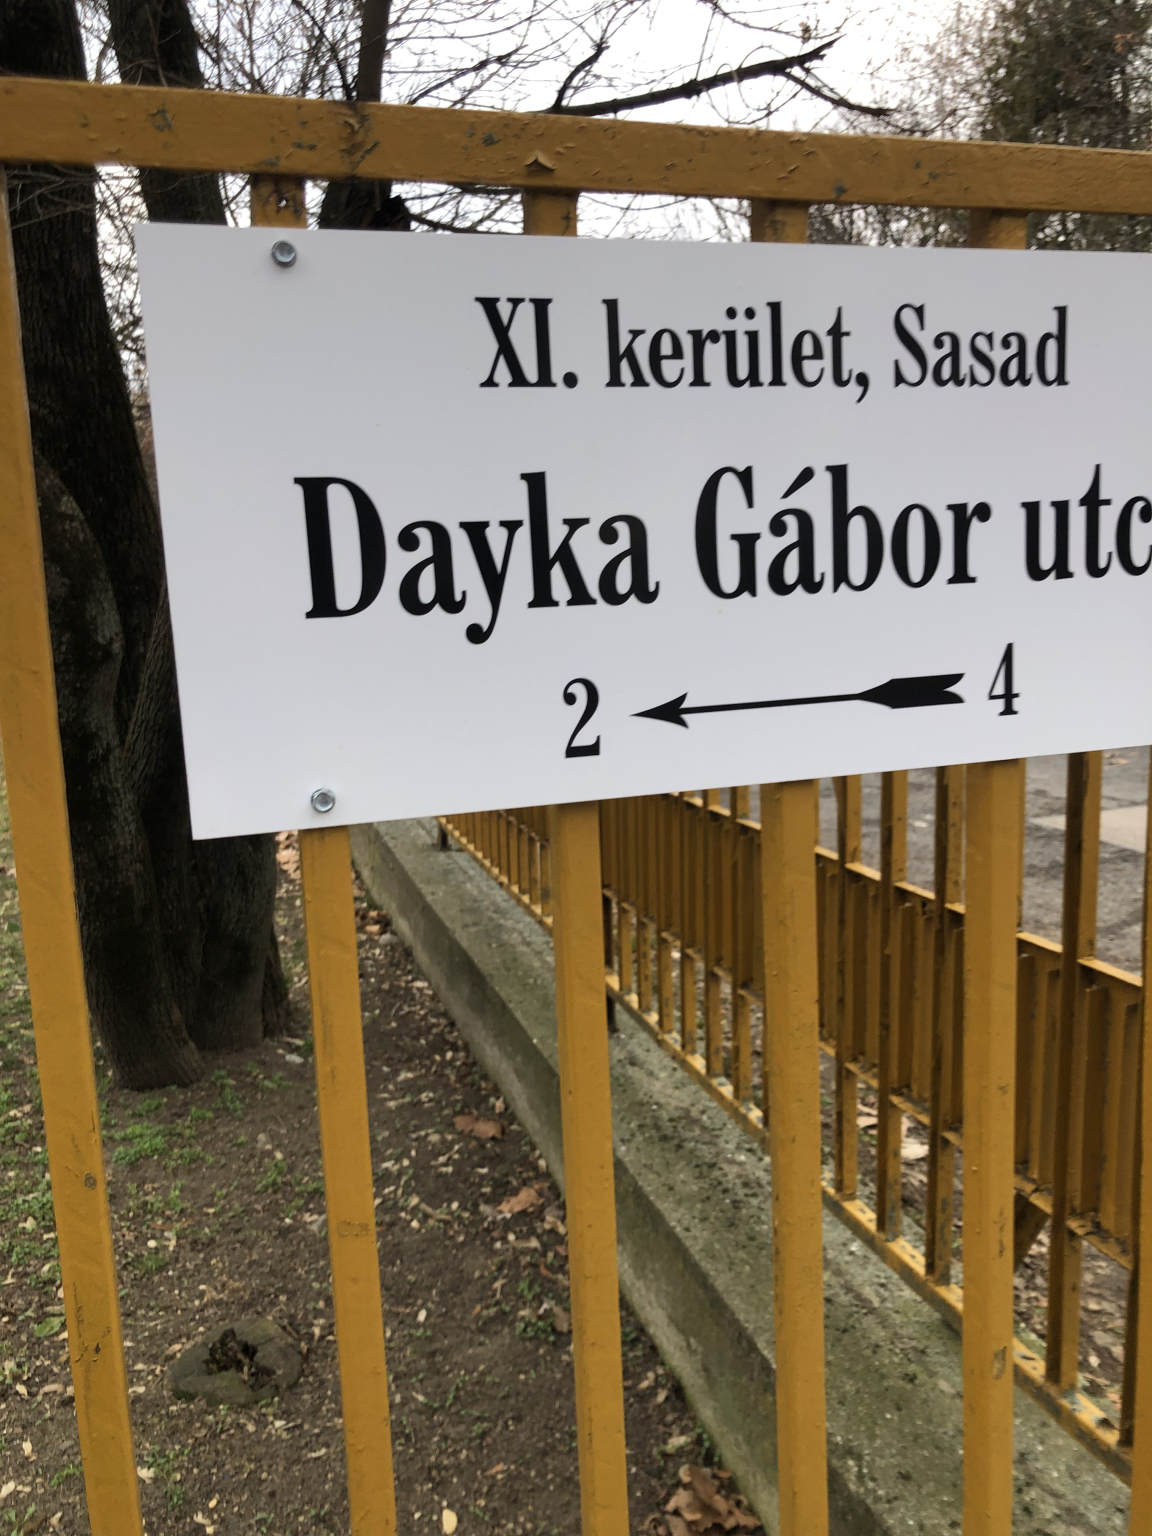 XI. kerület, Sasad
Dayka Gábor utc
2 4